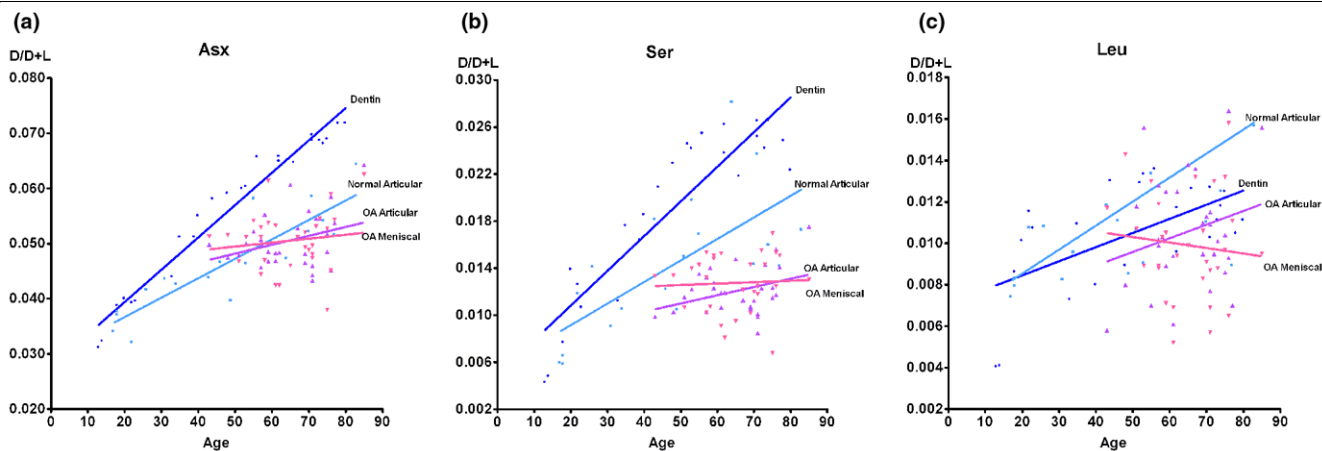 (a)
Asx
D/D+L
0.080
0.070
0.060
0.050
0.040
0.030
0.020
0 10 20 30 40 50 60 70 80 90
Age
Dentin
Normal Articular
OA Articular
OA Meniscal
(b)
Ser
D/D+L
0.030
0.026
0.022
0.018
0.014
0.010
0.006
0.002
0 10 20 30 40 50 60 70 80 90
Age
Dentin
Normal Articular
OA Articular
OA Meniscal
(c)
Leu
D/D+L
0.018
0.016
0.014
0.012
0.010
0.008
0.006
0.004
0.002
0 10 20 30 40 50 60 70 80 90
Age
Normal Articular
Dentin
OA Articular
OA Meniscal